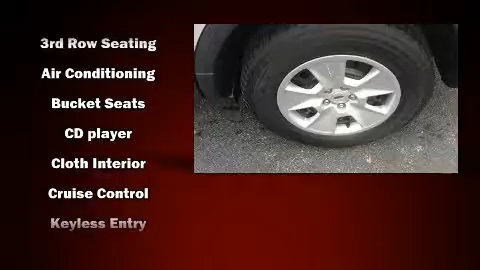 3rd Row Seating
Air Conditioning
Bucket Seats
CD player
Cloth Interior
Cruise Control
Keyless Entry